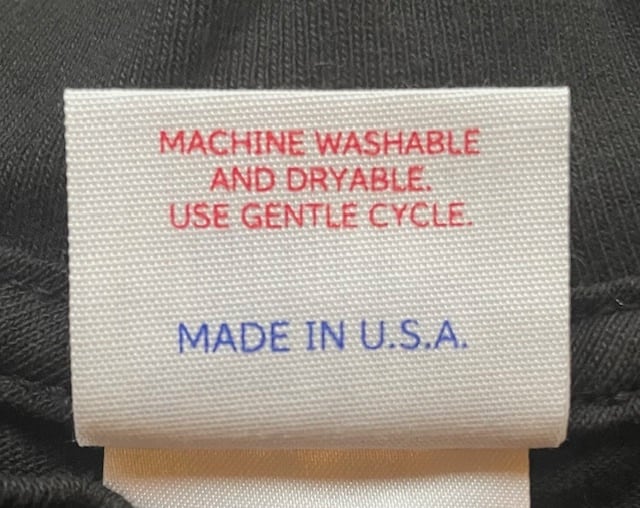 MACHINE WASHABLE
AND DRYABLE.
USE GENTLE CYCLE.
MADE IN U.S.A.